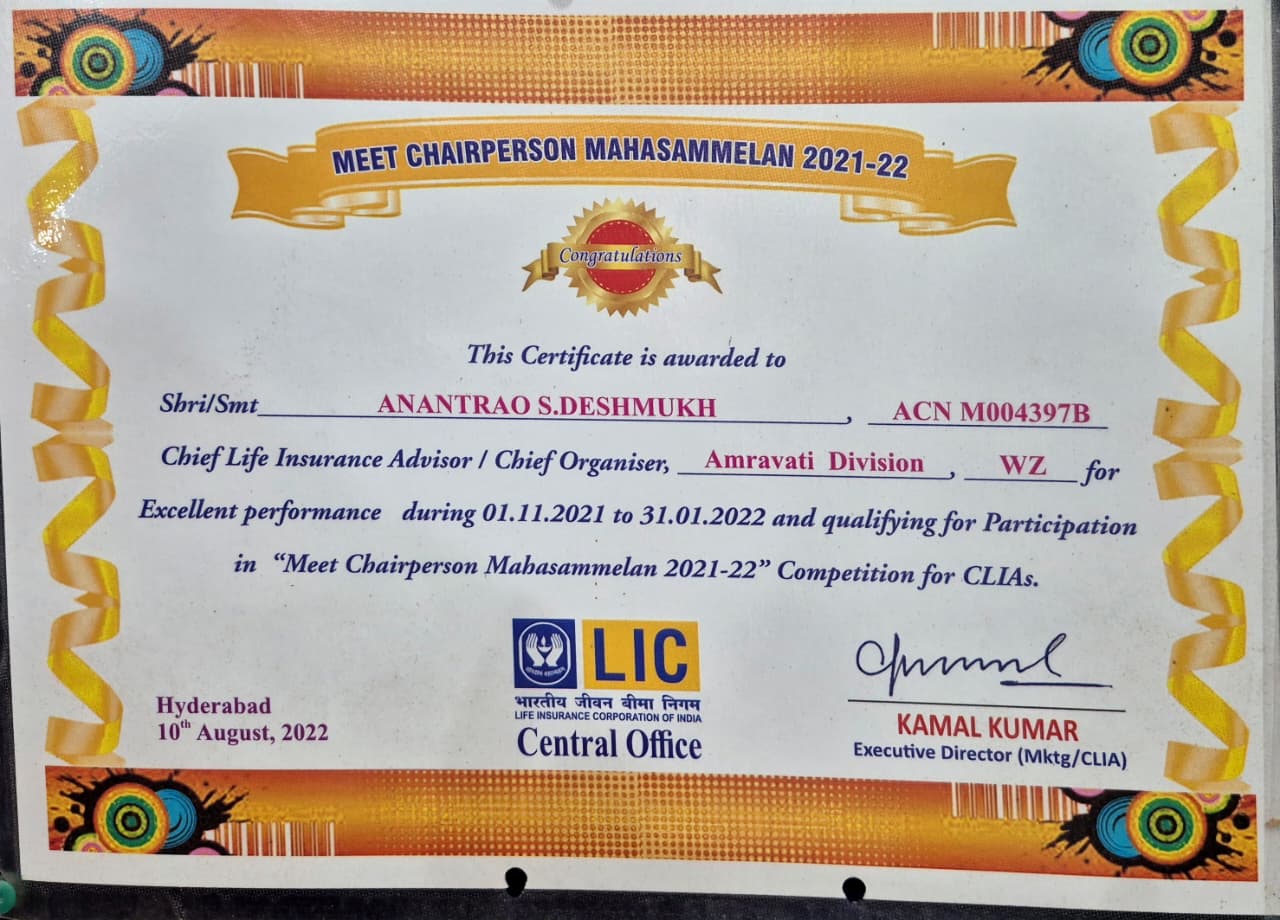 MEET CHAIRPERSON MAHASAMMELAN 2021-22
Congratulations
This Certificate is awarded to
Shri/Smt ANANTRAO S.DESHMUKH, ACN M004397B
Chief Life Insurance Advisor / Chief Organiser, Amravati Division, WZ for
Excellent performance during 01.11.2021 to 31.01.2022 and qualifying for Participation
in “Meet Chairperson Mahasammelan 2021-22” Competition for CLIAs.
LIC
भारतीय जीवन बीमा निगम
LIFE INSURANCE CORPORATION OF INDIA
Central Office
Hyderabad
10th August, 2022
KAMAL KUMAR
Executive Director (Mktg/CLIA)